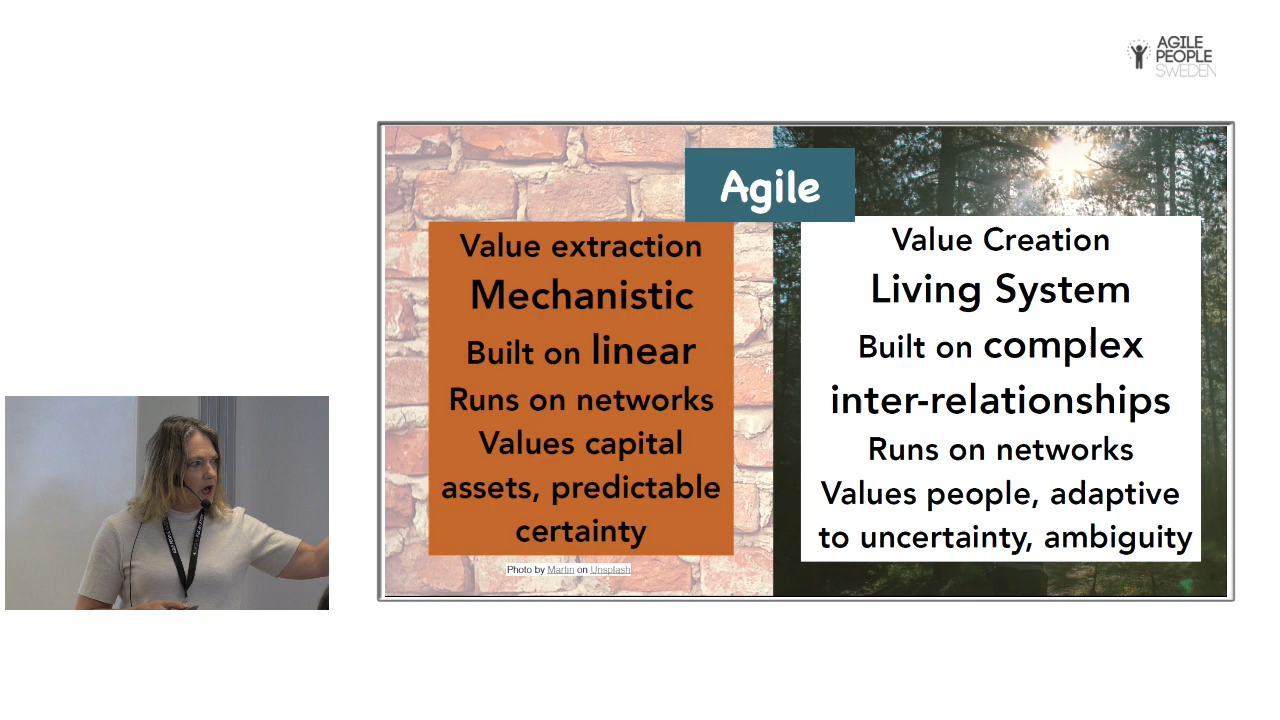 AGILE
PEOPLE
SWEDEN
Agile
Value extraction
Mechanistic
Built on linear
Runs on networks
Values capital
assets, predictable
certainty
Photo by Martin on Unsplash
Value Creation
Living System
Built on complex
inter-relationships
Runs on networks
Values people, adaptive
to uncertainty, ambiguity